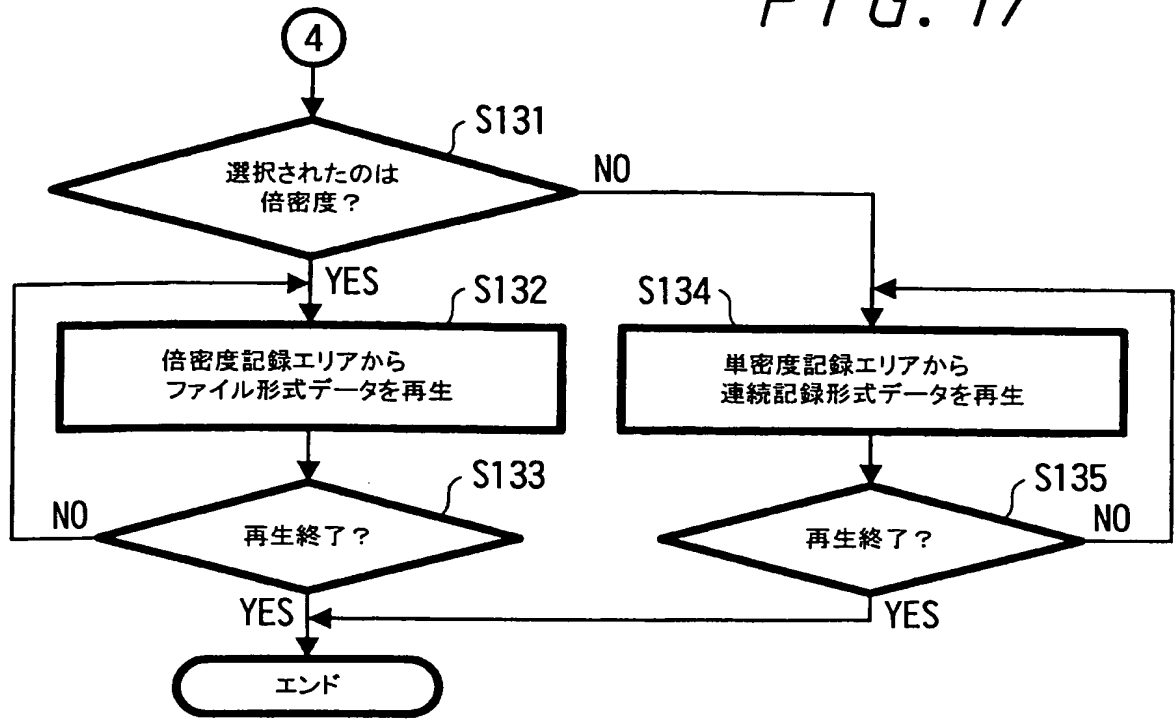 FIG. 17
4
S131
選択されたのは
倍密度?
NO
YES
S132
倍密度記録エリアから
ファイル形式データを再生
S134
単密度記録エリアから
連続記録形式データを再生
S133
再生終了?
NO
YES
S135
再生終了?
NO
YES
エンド